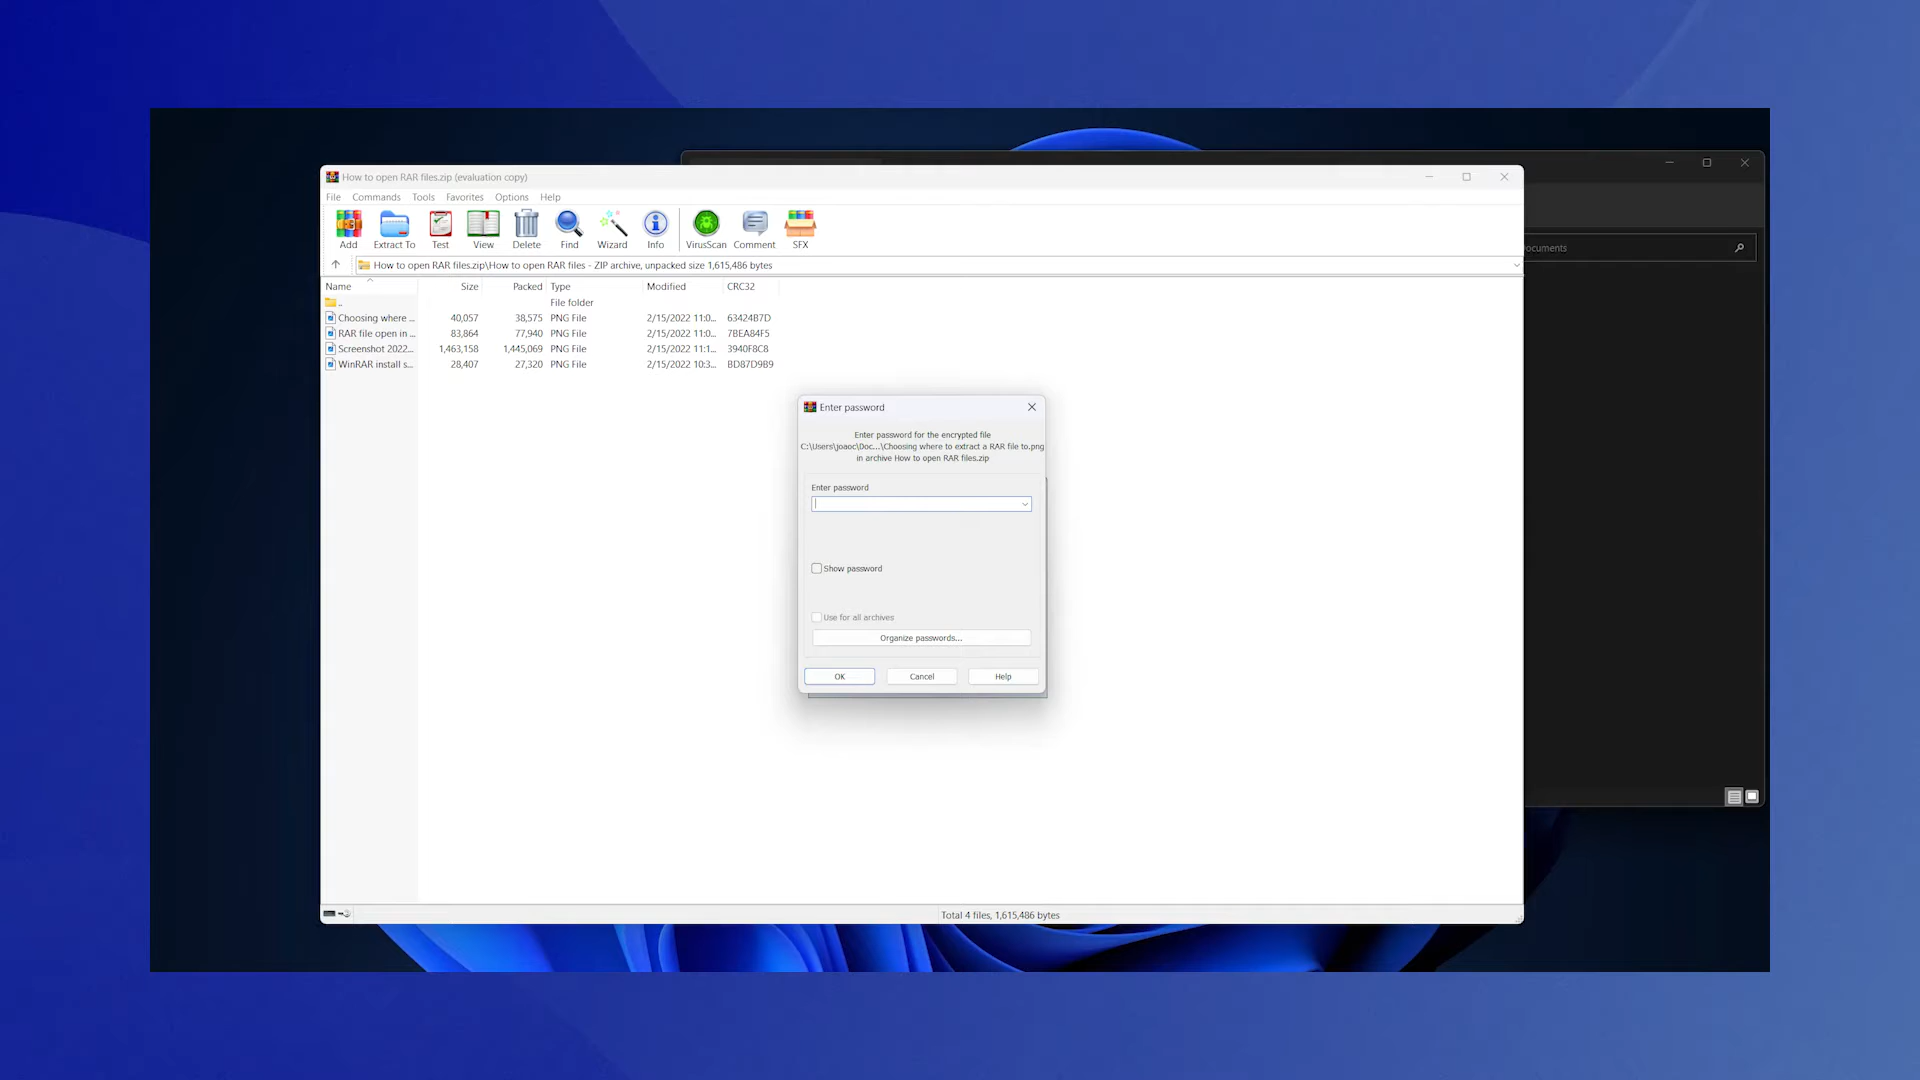 How to open RAR files.zip (evaluation copy)
File Commands Tools Favorites Options Help
Add Extract To Test View Delete Find Wizard Info VirusScan Comment SFX
How to open RAR files.zip\How to open RAR files - ZIP archive, unpacked size 1,615,486 bytes
Name Size Packed Type Modified CRC32
.. File folder
Choosing where ... 40,057 38,575 PNG File 2/15/2022 11:0... 63424B7D
RAR file open in ... 83,864 77,940 PNG File 2/15/2022 11:0... 7BEA84F5
Screenshot 2022... 1,463,158 1,445,069 PNG File 2/15/2022 11:1... 3940F8C8
WinRAR install s... 28,407 27,320 PNG File 2/15/2022 10:3... BD87D9B9
Enter password
Enter password for the encrypted file
C:\Users\joaoc\Doc...\Choosing where to extract a RAR file to.png
in archive How to open RAR files.zip
Enter password
Show password
Use for all archives
Organize passwords...
OK Cancel Help
Total 4 files, 1,615,486 bytes